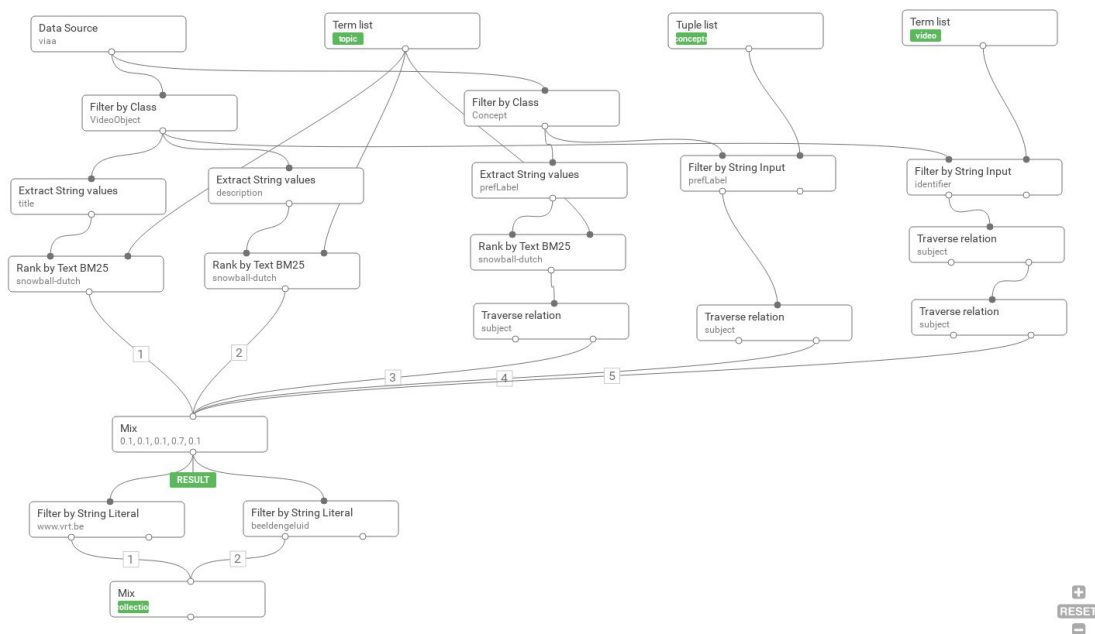 Data Source
viaa
Term list
topic
Tuple list
concepts
Term list
video
Filter by Class
VideoObject
Filter by Class
Concept
Extract String values
title
Extract String values
description
Extract String values
prefLabel
Filter by String Input
prefLabel
Filter by String Input
identifier
Rank by Text BM25
snowball-dutch
Rank by Text BM25
snowball-dutch
Rank by Text BM25
snowball-dutch
Traverse relation
subject
Traverse relation
subject
Traverse relation
subject
Traverse relation
subject
1
2
3
4
5
Mix
0.1, 0.1, 0.1, 0.7, 0.1
RESULT
Filter by String Literal
www.vrt.be
Filter by String Literal
beeldengeluid
1
2
Mix
collectio
+
RESET
−